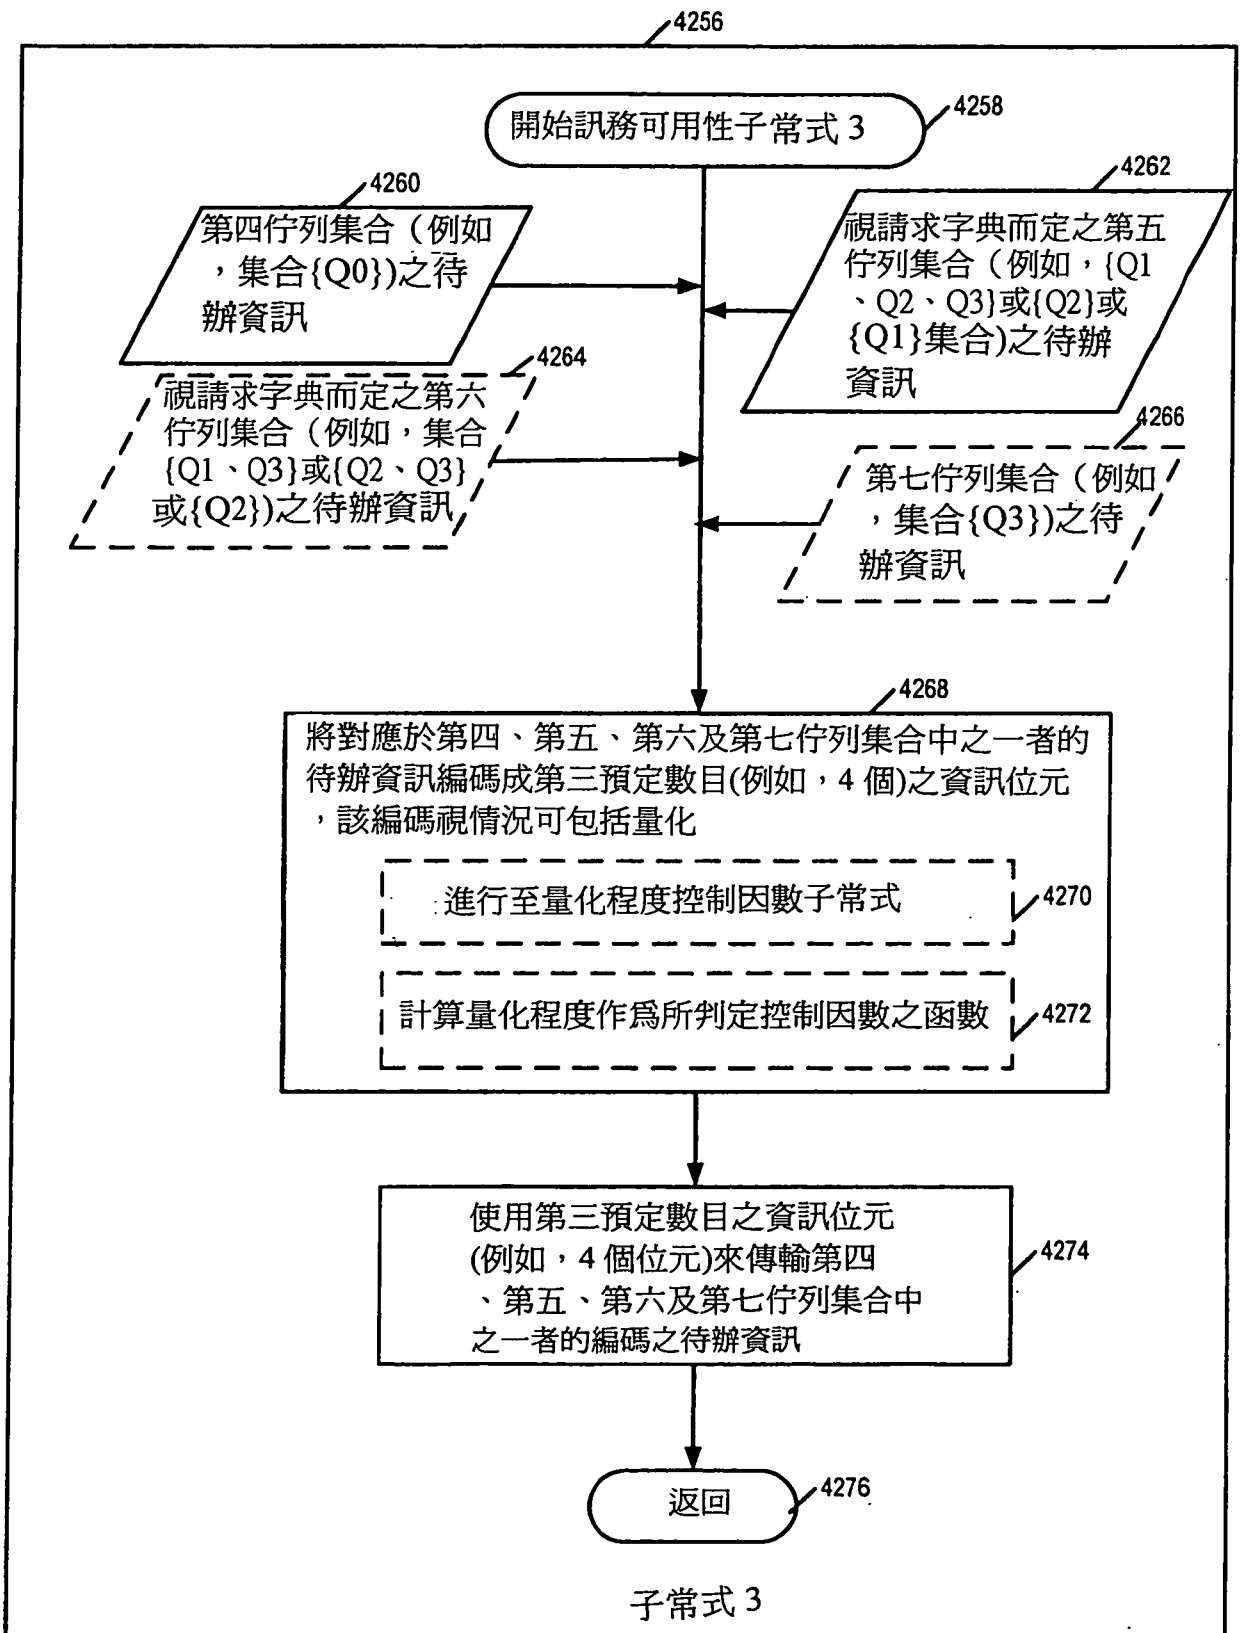 4256
開始訊務可用性子常式 3
4258
4260
第四佇列集合（例如
，集合{Q0})之待
辦資訊
4262
視請求字典而定之第五
佇列集合（例如，{Q1
、Q2、Q3}或{Q2}或
{Q1}集合)之待辦
資訊
4264
視請求字典而定之第六
佇列集合（例如，集合
{Q1、Q3}或{Q2、Q3}
或{Q2})之待辦資訊
4266
第七佇列集合（例如
，集合{Q3})之待
辦資訊
4268
將對應於第四、第五、第六及第七佇列集合中之一者的
待辦資訊編碼成第三預定數目(例如，4 個)之資訊位元
，該編碼視情況可包括量化
進行至量化程度控制因數子常式
4270
計算量化程度作爲所判定控制因數之函數
4272
使用第三預定數目之資訊位元
(例如，4 個位元)來傳輸第四
、第五、第六及第七佇列集合中
之一者的編碼之待辦資訊
4274
返回
4276
子常式 3